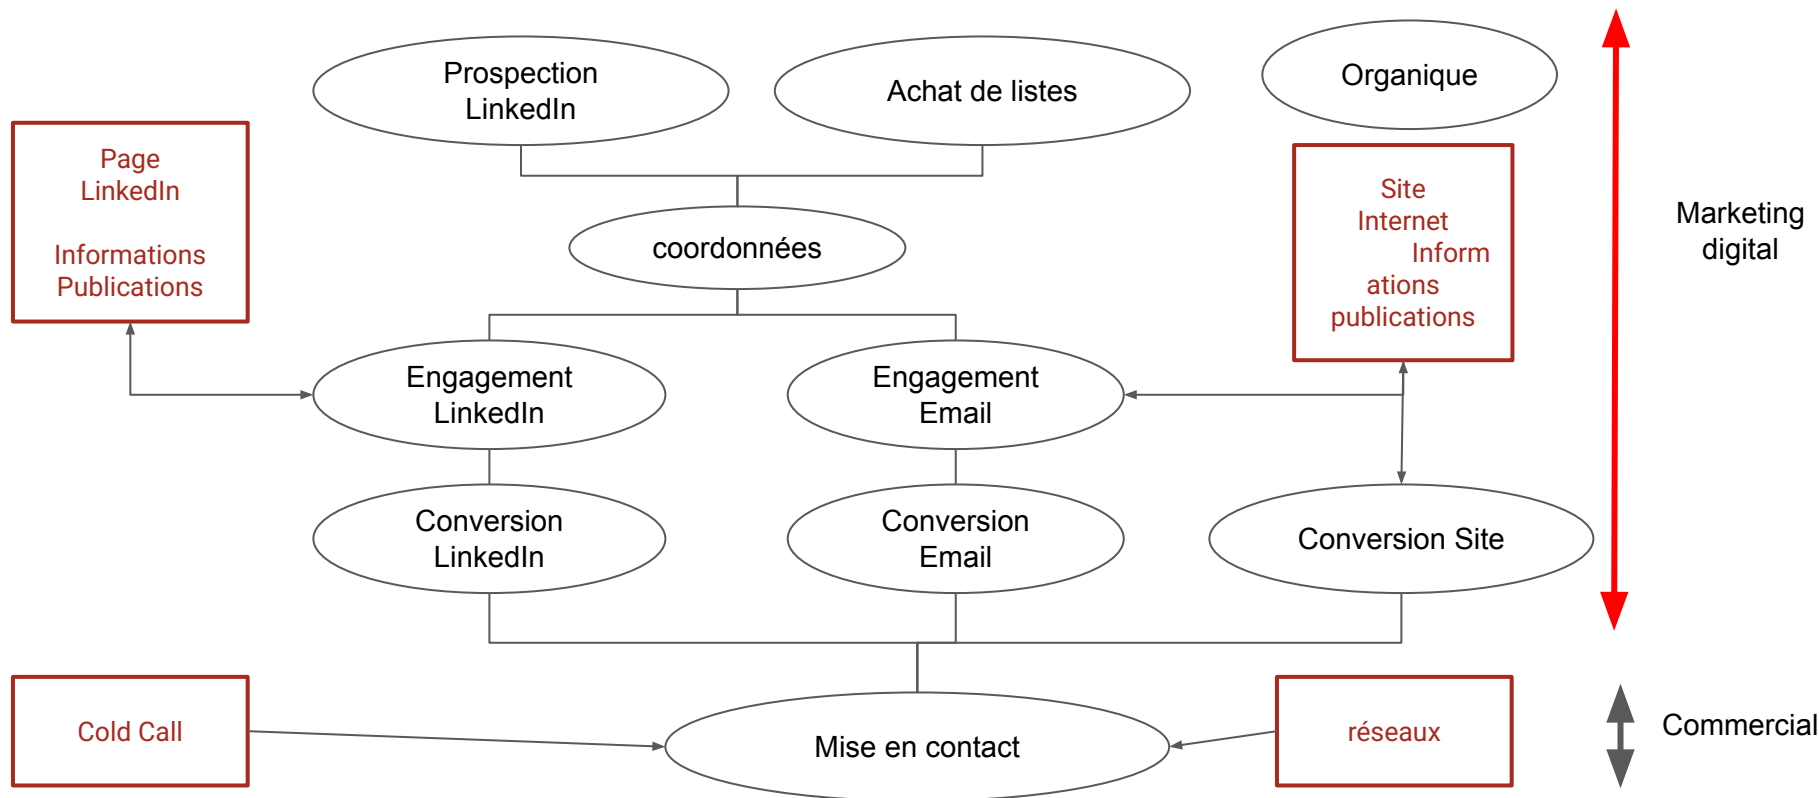 Prospection
LinkedIn
Achat de listes
Organique
Page
LinkedIn
Informations
Publications
Site
Internet
Inform
ations
publications
Marketing
digital
coordonnées
Engagement
LinkedIn
Engagement
Email
Conversion
LinkedIn
Conversion
Email
Conversion Site
Cold Call
Mise en contact
réseaux
Commercial